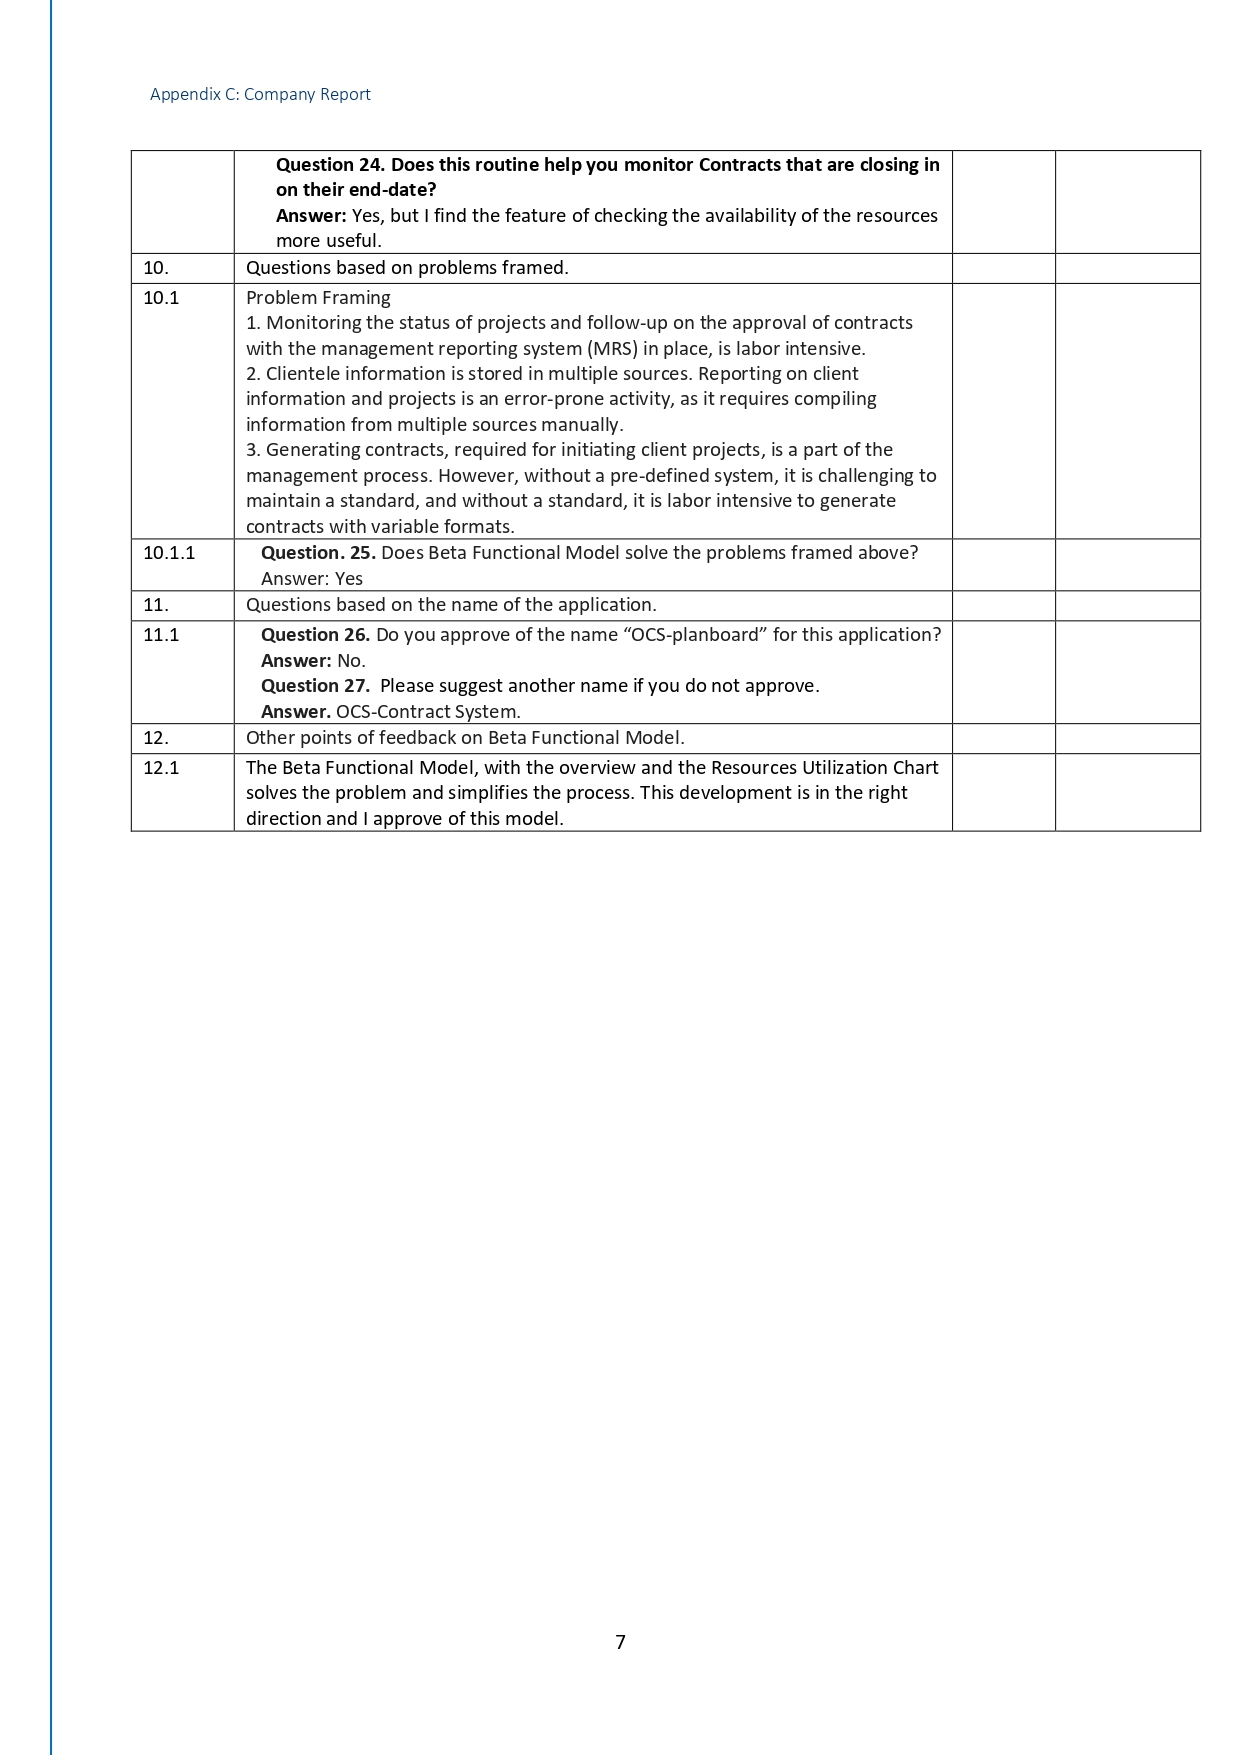 Appendix C: Company Report
Question 24. Does this routine help you monitor Contracts that are closing in
on their end-date?
Answer: Yes, but I find the feature of checking the availability of the resources
more useful.
10.
Questions based on problems framed.
10.1
Problem Framing
1. Monitoring the status of projects and follow-up on the approval of contracts
with the management reporting system (MRS) in place, is labor intensive.
2. Clientele information is stored in multiple sources. Reporting on client
information and projects is an error-prone activity, as it requires compiling
information from multiple sources manually.
3. Generating contracts, required for initiating client projects, is a part of the
management process. However, without a pre-defined system, it is challenging to
maintain a standard, and without a standard, it is labor intensive to generate
contracts with variable formats.
10.1.1
Question. 25. Does Beta Functional Model solve the problems framed above?
Answer: Yes
11.
Questions based on the name of the application.
11.1
Question 26. Do you approve of the name “OCS-planboard” for this application?
Answer: No.
Question 27.  Please suggest another name if you do not approve.
Answer. OCS-Contract System.
12.
Other points of feedback on Beta Functional Model.
12.1
The Beta Functional Model, with the overview and the Resources Utilization Chart
solves the problem and simplifies the process. This development is in the right
direction and I approve of this model.
7